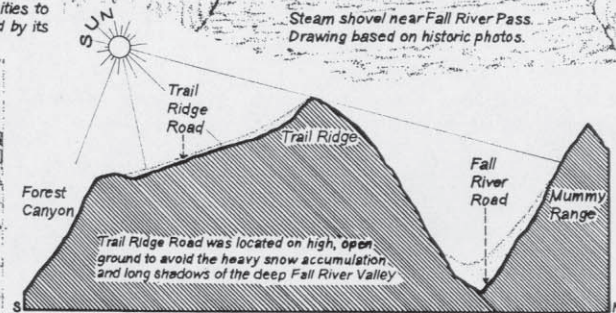 ities to
d by its
Steam shovel near Fall River Pass.
Drawing based on historic photos.
SUN
Trail
Ridge
Road
Trail Ridge
Fall
River
Road
Mummy
Range
Forest
Canyon
Trail Ridge Road was located on high, open
ground to avoid the heavy snow accumulation
and long shadows of the deep Fall River Valley
S